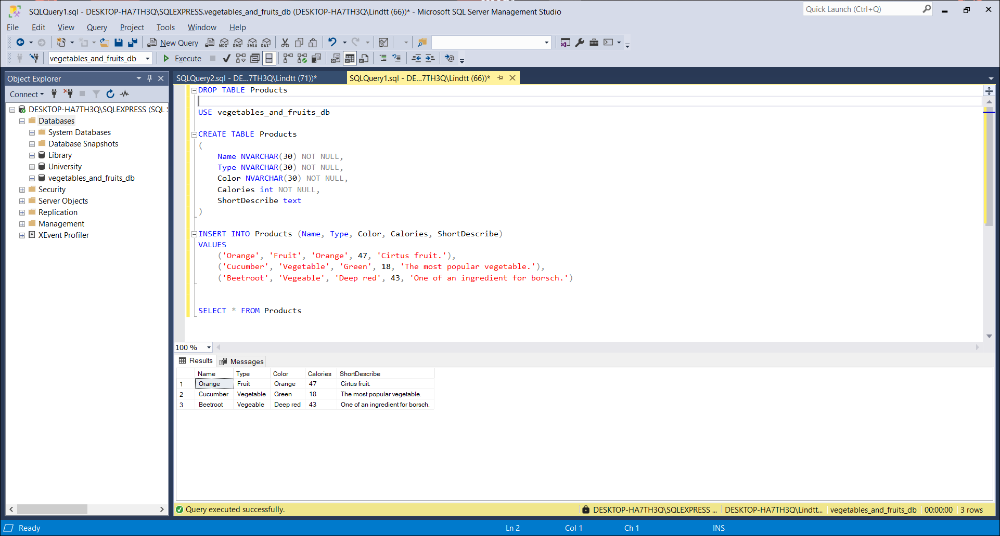 SQLQuery1.sql - DESKTOP-HA7TH3Q\SQLEXPRESS.vegetables_and_fruits_db (DESKTOP-HA7TH3Q\Lindtt (66))* - Microsoft SQL Server Management Studio
Quick Launch (Ctrl+Q)
File Edit View Query Project Tools Window Help
New Query MDX DMX XMLA DAX
vegetables_and_fruits_db Execute
Object Explorer
Connect
DESKTOP-HA7TH3Q\SQLEXPRESS (SQL S
Databases
System Databases
Database Snapshots
Library
University
vegetables_and_fruits_db
Security
Server Objects
Replication
Management
XEvent Profiler
SQLQuery2.sql - DE...7TH3Q\Lindtt (71))* SQLQuery1.sql - DE...7TH3Q\Lindtt (66))*
DROP TABLE Products
USE vegetables_and_fruits_db
CREATE TABLE Products
(
Name NVARCHAR(30) NOT NULL,
Type NVARCHAR(30) NOT NULL,
Color NVARCHAR(30) NOT NULL,
Calories int NOT NULL,
ShortDescribe text
)
INSERT INTO Products (Name, Type, Color, Calories, ShortDescribe)
VALUES
('Orange', 'Fruit', 'Orange', 47, 'Cirtus fruit.'),
('Cucumber', 'Vegetable', 'Green', 18, 'The most popular vegetable.'),
('Beetroot', 'Vegeable', 'Deep red', 43, 'One of an ingredient for borsch.')
SELECT * FROM Products
100 %
Results Messages
Name Type Color Calories ShortDescribe
1 Orange Fruit Orange 47 Cirtus fruit.
2 Cucumber Vegetable Green 18 The most popular vegetable.
3 Beetroot Vegeable Deep red 43 One of an ingredient for borsch.
Query executed successfully. DESKTOP-HA7TH3Q\SQLEXPRESS ... DESKTOP-HA7TH3Q\Lindtt... vegetables_and_fruits_db 00:00:00 3 rows
Ready Ln 2 Col 1 Ch 1 INS